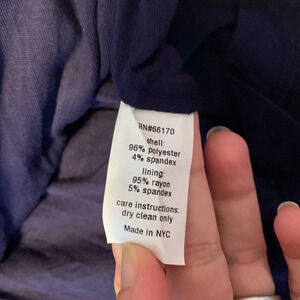 RN#66170
shell:
96% polyester
4% spandex
lining:
95% rayon
5% spandex
care instructions:
dry clean only
Made in NYC